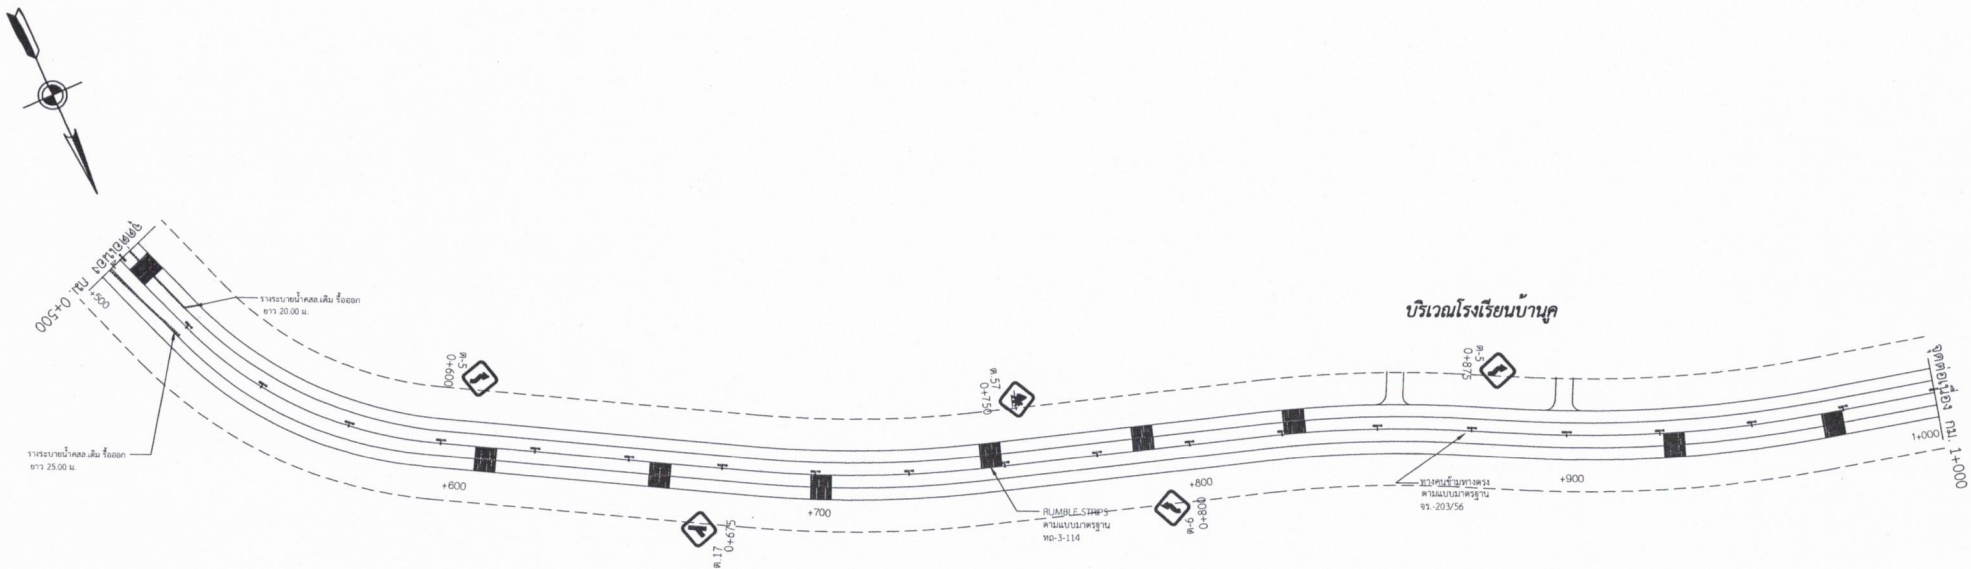 จุดต่อเนื่อง กม. 0+500
+500
รางระบายน้ำคสล.เดิม รื้อออก
ยาว 20.00 ม.
รางระบายน้ำคสล.เดิม รื้อออก
ยาว 25.00 ม.
ต-5
0+600
+600
ต.17
0+675
+700
ต.57
0+750
RUMBLE STRIPS
ตามแบบมาตรฐาน
ทถ-3-114
+800
ต-6
0+800
บริเวณโรงเรียนบ้านูค
ต-5
0+875
ทางคนข้ามทางตรง
ตามแบบมาตรฐาน
จร.-203/56
+900
1+000
จุดต่อเนื่อง กม. 1+000